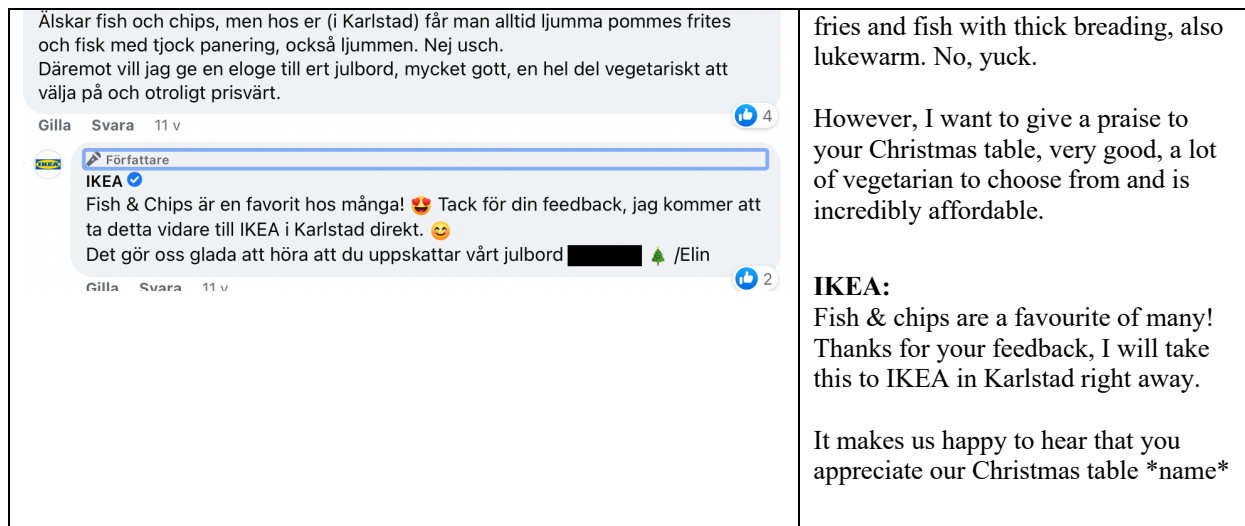 Älskar fish och chips, men hos er (i Karlstad) får man alltid ljumma pommes frites
och fisk med tjock panering, också ljummen. Nej usch.
Däremot vill jag ge en eloge till ert julbord, mycket gott, en hel del vegetariskt att
välja på och otroligt prisvärt.
4
Gilla Svara 11 v
IKEA
Författare
IKEA
Fish & Chips är en favorit hos många! 😍 Tack för din feedback, jag kommer att
ta detta vidare till IKEA i Karlstad direkt. 😊
Det gör oss glada att höra att du uppskattar vårt julbord 🎄 /Elin
2
Gilla Svara 11 v
fries and fish with thick breading, also
lukewarm. No, yuck.
However, I want to give a praise to
your Christmas table, very good, a lot
of vegetarian to choose from and is
incredibly affordable.
IKEA:
Fish & chips are a favourite of many!
Thanks for your feedback, I will take
this to IKEA in Karlstad right away.
It makes us happy to hear that you
appreciate our Christmas table *name*